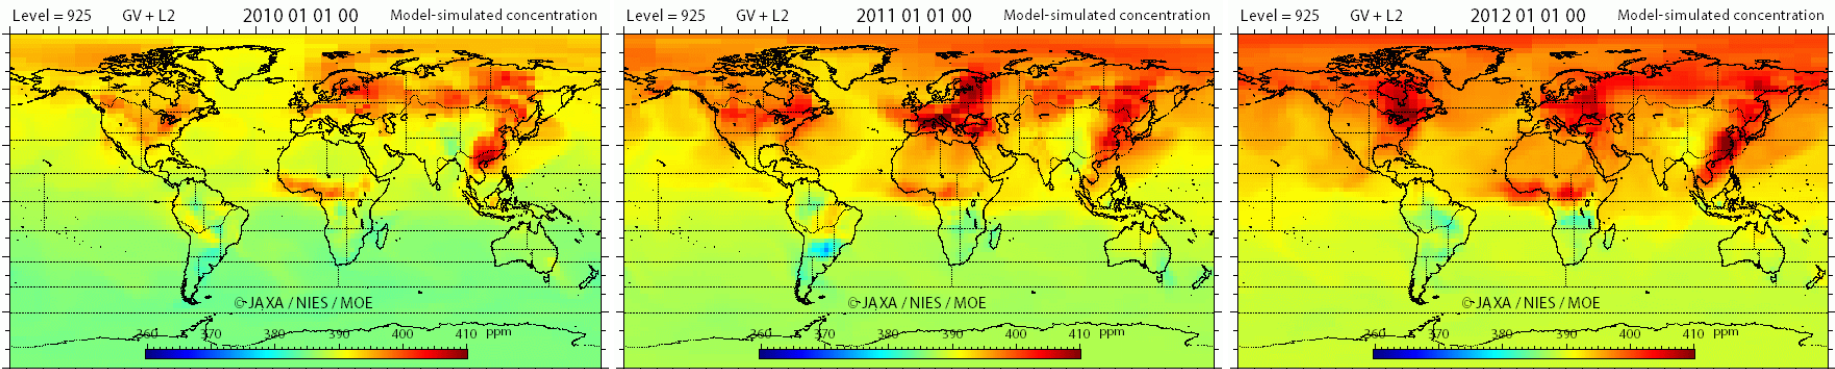 Level = 925 GV + L2 2010 01 01 00 Model-simulated concentration
©JAXA / NIES / MOE
360 370 380 390 400 410 ppm
Level = 925 GV + L2 2011 01 01 00 Model-simulated concentration
©JAXA / NIES / MOE
360 370 380 390 400 410 ppm
Level = 925 GV + L2 2012 01 01 00 Model-simulated concentration
©JAXA / NIES / MOE
360 370 380 390 400 410 ppm